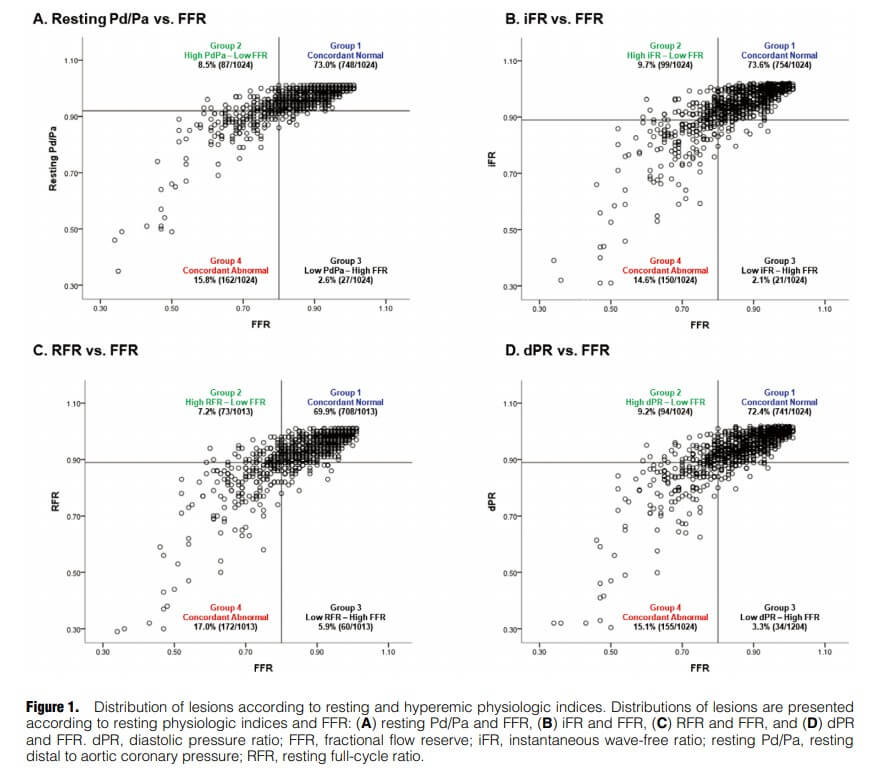 A. Resting Pd/Pa vs. FFR
Group 2
High PdPa – Low FFR
8.5% (87/1024)
Group 1
Concordant Normal
73.0% (748/1024)
1.10
0.90
0.70
0.50
0.30
Resting Pd/Pa
Group 4
Concordant Abnormal
15.8% (162/1024)
Group 3
Low PdPa – High FFR
2.6% (27/1024)
0.30 0.50 0.70 0.90 1.10
FFR
B. iFR vs. FFR
Group 2
High iFR – Low FFR
9.7% (99/1024)
Group 1
Concordant Normal
73.6% (754/1024)
1.10
0.90
0.70
0.50
0.30
iFR
Group 4
Concordant Abnormal
14.6% (150/1024)
Group 3
Low iFR – High FFR
2.1% (21/1024)
0.30 0.50 0.70 0.90 1.10
FFR
C. RFR vs. FFR
Group 2
High RFR – Low FFR
7.2% (73/1013)
Group 1
Concordant Normal
69.9% (708/1013)
1.10
0.90
0.70
0.50
0.30
RFR
Group 4
Concordant Abnormal
17.0% (172/1013)
Group 3
Low RFR – High FFR
5.9% (60/1013)
0.30 0.50 0.70 0.90 1.10
FFR
D. dPR vs. FFR
Group 2
High dPR – Low FFR
9.2% (94/1024)
Group 1
Concordant Normal
72.4% (741/1024)
1.10
0.90
0.70
0.50
0.30
dPR
Group 4
Concordant Abnormal
15.1% (155/1024)
Group 3
Low dPR – High FFR
3.3% (34/1204)
0.30 0.50 0.70 0.90 1.10
FFR
Figure 1. Distribution of lesions according to resting and hyperemic physiologic indices. Distributions of lesions are presented
according to resting physiologic indices and FFR: (A) resting Pd/Pa and FFR, (B) iFR and FFR, (C) RFR and FFR, and (D) dPR
and FFR. dPR, diastolic pressure ratio; FFR, fractional flow reserve; iFR, instantaneous wave-free ratio; resting Pd/Pa, resting
distal to aortic coronary pressure; RFR, resting full-cycle ratio.